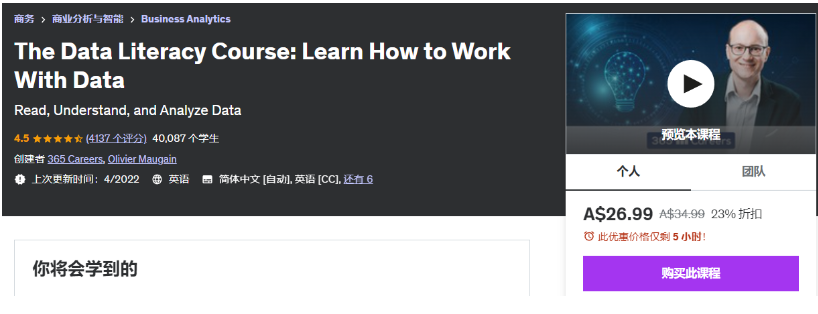 商务 > 商业分析与智能 > Business Analytics
The Data Literacy Course: Learn How to Work
With Data
Read, Understand, and Analyze Data
4.5 (4137 个评分) 40,087 个学生
创建者 365 Careers, Olivier Maugain
上次更新时间: 4/2022 英语 简体中文 [自动], 英语 [CC], 还有 6
你将会学到的
预览本课程
个人 团队
A$26.99 A$34.99 23% 折扣
此优惠价格仅剩 5 小时!
购买此课程